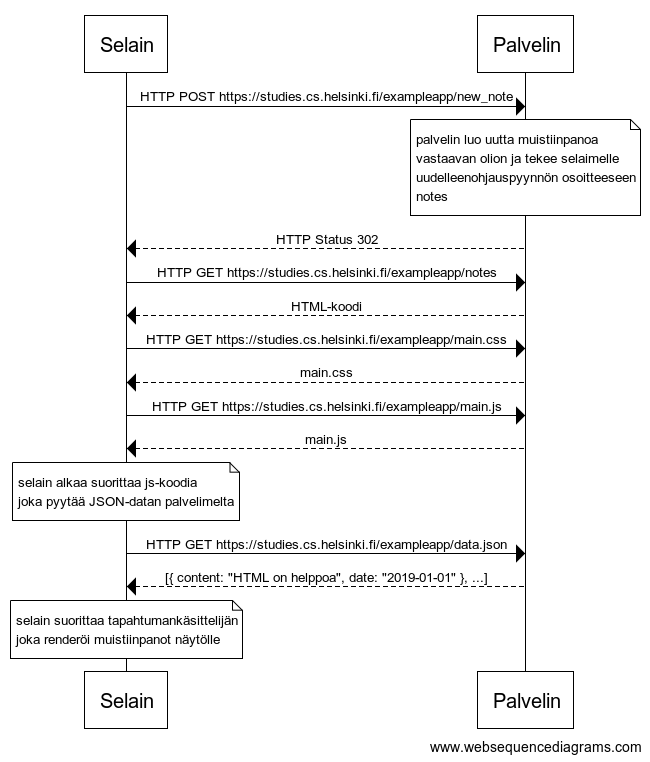 Selain
Palvelin
HTTP POST https://studies.cs.helsinki.fi/exampleapp/new_note
palvelin luo uutta muistiinpanoa
vastaavan olion ja tekee selaimelle
uudelleenohjauspyynnön osoitteeseen
notes
HTTP Status 302
HTTP GET https://studies.cs.helsinki.fi/exampleapp/notes
HTML-koodi
HTTP GET https://studies.cs.helsinki.fi/exampleapp/main.css
main.css
HTTP GET https://studies.cs.helsinki.fi/exampleapp/main.js
main.js
selain alkaa suorittaa js-koodia
joka pyytää JSON-datan palvelimelta
HTTP GET https://studies.cs.helsinki.fi/exampleapp/data.json
[{ content: "HTML on helppoa", date: "2019-01-01" }, ...]
selain suorittaa tapahtumankäsittelijän
joka renderöi muistiinpanot näytölle
Selain
Palvelin
www.websequencediagrams.com